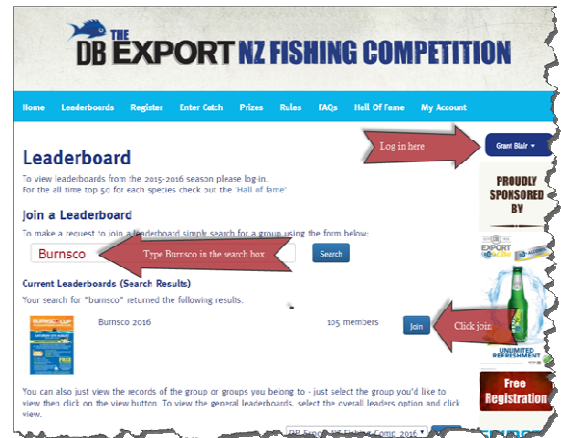 THE
DB EXPORT NZ FISHING COMPETITION
Home Leaderboards Register Enter Catch Prizes Rules FAQs Hall Of Fame My Account
Log in here
Grant Blair
Leaderboard
To view leaderboards from the 2015-2016 season please log-in.
For the all time top 50 for each species check out the 'Hall of fame'
PROUDLY
SPONSORED
BY
Join a Leaderboard
To make a request to join a leaderboard simply search for a group using the form below:
Burnsco
Type Burnsco in the search box
Search
EXPORT
Current Leaderboards (Search Results)
Your search for "burnsco" returned the following results.
Burnsco 2016 105 members Join
Click join
UNLIMITED
REFRESHMENT
Free
Registration
You can also just view the records of the group or groups you belong to - just select the group you'd like to
view then click on the view button. To view the general leaderboards, select the overall leaders option and click
view.
DB Export NZ Fishing Comp 2016